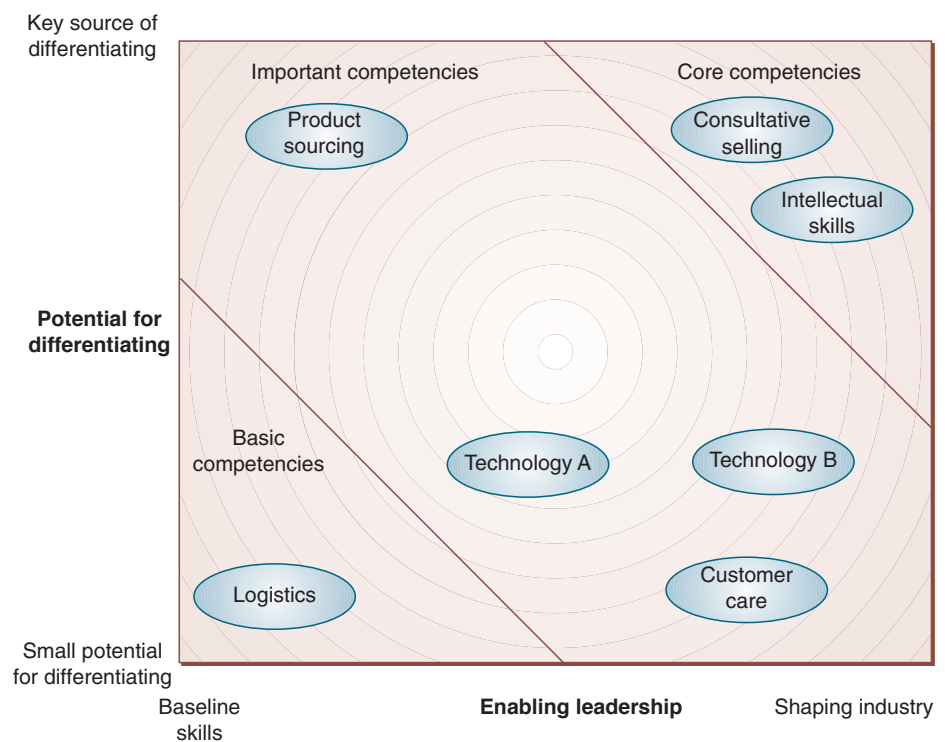 Key source of
differentiating
Important competencies
Core competencies
Product
sourcing
Consultative
selling
Intellectual
skills
Potential for
differentiating
Basic
competencies
Technology A
Technology B
Logistics
Customer
care
Small potential
for differentiating
Baseline
skills
Enabling leadership
Shaping industry